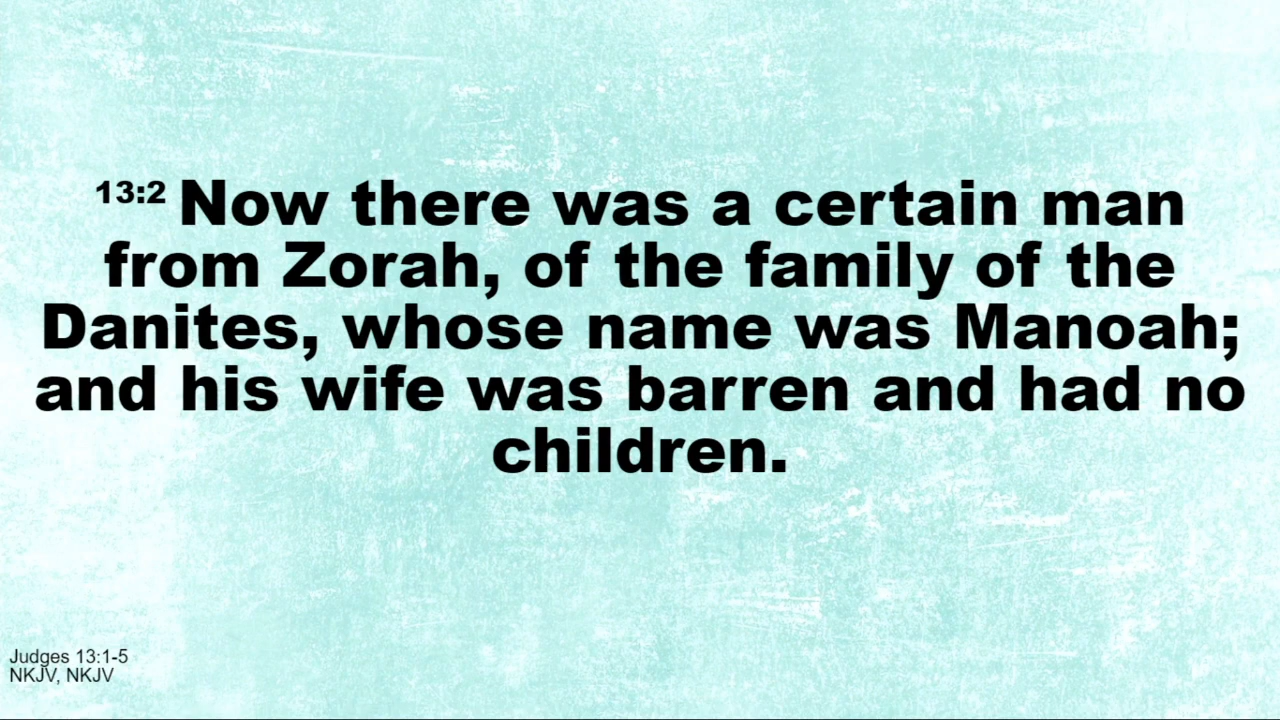 13:2 Now there was a certain man
from Zorah, of the family of the
Danites, whose name was Manoah;
and his wife was barren and had no
children.
Judges 13:1-5
NKJV, NKJV